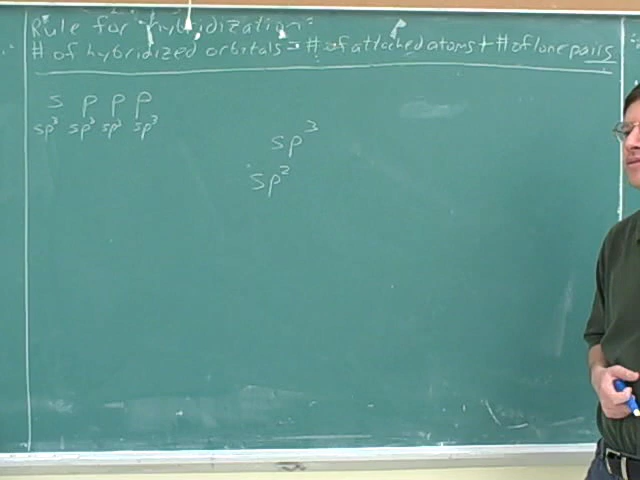 Rule for hybridization:
# of hybridized orbitals = # of attached atoms + # of lone pairs
s p p p
sp³ sp³ sp³ sp³
sp³
sp²